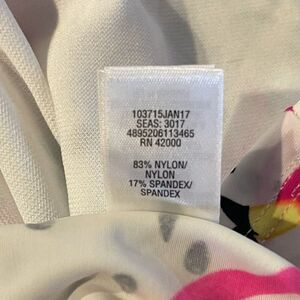 103715JAN17
SEAS: 3017
4895206113465
RN 42000
83% NYLON/
NYLON
17% SPANDEX/
SPANDEX